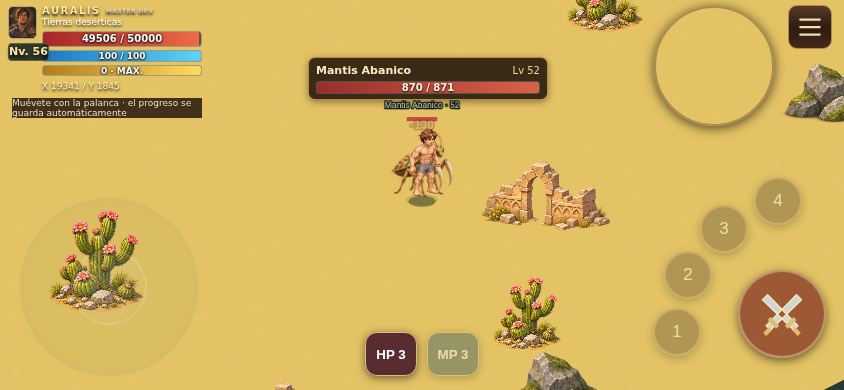 AURALIS MASTER DEV
Tierras desérticas
49506 / 50000
Nv. 56
100 / 100
0 · MÁX.
X 19341 / Y 1845
Muévete con la palanca · el progreso se
guarda automáticamente
Mantis Abanico Lv 52
870 / 871
Mantis Abanico · 52
4
3
2
1
HP 3
MP 3